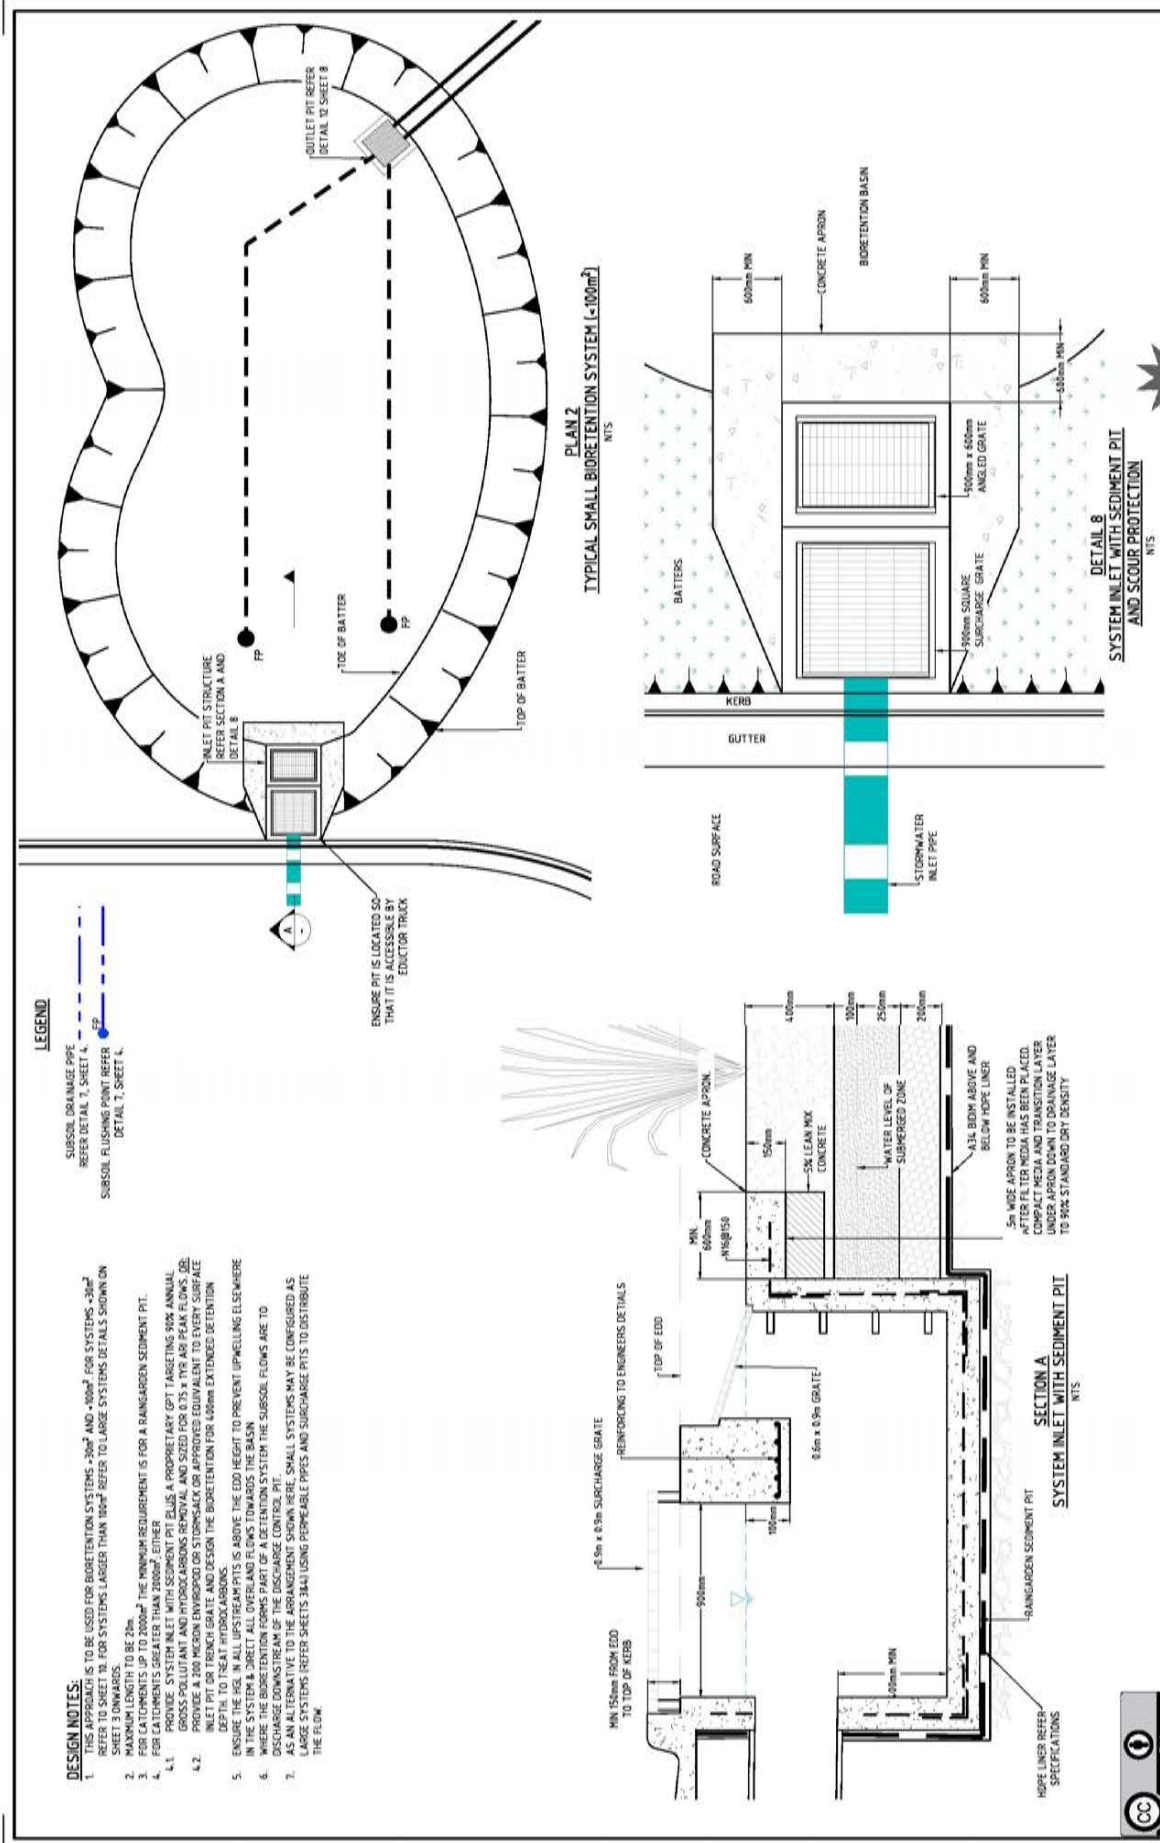 DESIGN NOTES:
1. THIS APPROACH IS TO BE USED FOR BIORETENTION SYSTEMS >30m² AND <100m². FOR SYSTEMS <30m²
REFER TO SHEET 10. FOR SYSTEMS LARGER THAN 100m² REFER TO LARGE SYSTEMS DETAILS SHOWN ON
SHEET 3 ONWARDS.
2. MAXIMUM LENGTH TO BE 20m.
3. FOR CATCHMENTS UP TO 2000m² THE MINIMUM REQUIREMENT IS FOR A RAINGARDEN SEDIMENT PIT.
4. FOR CATCHMENTS GREATER THAN 2000m², EITHER
4.1. PROVIDE SYSTEM INLET WITH SEDIMENT PIT PLUS A PROPRIETARY GPT TARGETING 90% ANNUAL
GROSS POLLUTANT AND HYDROCARBONS REMOVAL AND SIZED FOR 0.75 x 1YR ARI PEAK FLOWS. OR;
4.2. PROVIDE A 200 MICRON ENVIROPOD OR STORMSACK OR APPROVED EQUIVALENT TO EVERY SURFACE
INLET PIT OR TRENCH GRATE AND DESIGN THE BIORETENTION FOR 400mm EXTENDED DETENTION
DEPTH. TO TREAT HYDROCARBONS.
5. ENSURE THE HGL IN ALL UPSTREAM PITS IS ABOVE THE EDD HEIGHT TO PREVENT UPWELLING ELSEWHERE
IN THE SYSTEM & DIRECT ALL OVERLAND FLOWS TOWARDS THE BASIN
6. WHERE THE BIORETENTION FORMS PART OF A DETENTION SYSTEM THE SUBSOIL FLOWS ARE TO
DISCHARGE DOWNSTREAM OF THE DISCHARGE CONTROL PIT.
7. AS AN ALTERNATIVE TO THE ARRANGEMENT SHOWN HERE, SMALL SYSTEMS MAY BE CONFIGURED AS
LARGE SYSTEMS (REFER SHEETS 3&4) USING PERMEABLE PIPES AND SURCHARGE PITS TO DISTRIBUTE
THE FLOW.
LEGEND
SUBSOIL DRAINAGE PIPE
REFER DETAIL 7, SHEET 4.
FP
SUBSOIL FLUSHING POINT REFER
DETAIL 7, SHEET 4.
A
-
ENSURE PIT IS LOCATED SO
THAT IT IS ACCESSIBLE BY
EDUCTOR TRUCK
INLET PIT STRUCTURE
REFER SECTION A AND
DETAIL 8
FP
FP
TOE OF BATTER
TOP OF BATTER
OUTLET PIT REFER
DETAIL 12 SHEET 8
PLAN 2
TYPICAL SMALL BIORETENTION SYSTEM (<100m²)
NTS
MIN 150mm FROM EDD
TO TOP OF KERB
0.9m x 0.9m SURCHARGE GRATE
REINFORCING TO ENGINEERS DETIALS
TOP OF EDD
900mm
100mm
MIN.
600mm
N16@150
CONCRETE APRON.
150mm
5% LEAN MIX
CONCRETE
WATER LEVEL OF
SUBMERGED ZONE
400mm
100mm
250mm
200mm
0.6m x 0.9m GRATE
A34 BIDIM ABOVE AND
BELOW HDPE LINER
.5m WIDE APRON TO BE INSTALLED
AFTER FILTER MEDIA HAS BEEN PLACED.
COMPACT MEDIA AND TRANSITION LAYER
UNDER APRON DOWN TO DRAINAGE LAYER
TO 90% STANDARD DRY DENSITY
RAINGARDEN SEDIMENT PIT
HDPE LINER REFER
SPECIFICATIONS
SECTION A
SYSTEM INLET WITH SEDIMENT PIT
NTS
ROAD SURFACE
GUTTER
KERB
BATTERS
STORMWATER
INLET PIPE
900mm SQUARE
SURCHARGE GRATE
900mm x 600mm
ANGLED GRATE
600mm MIN
600mm MIN
600mm MIN
CONCRETE APRON
BIORETENTION BASIN
DETAIL 8
SYSTEM INLET WITH SEDIMENT PIT
AND SCOUR PROTECTION
NTS
CC